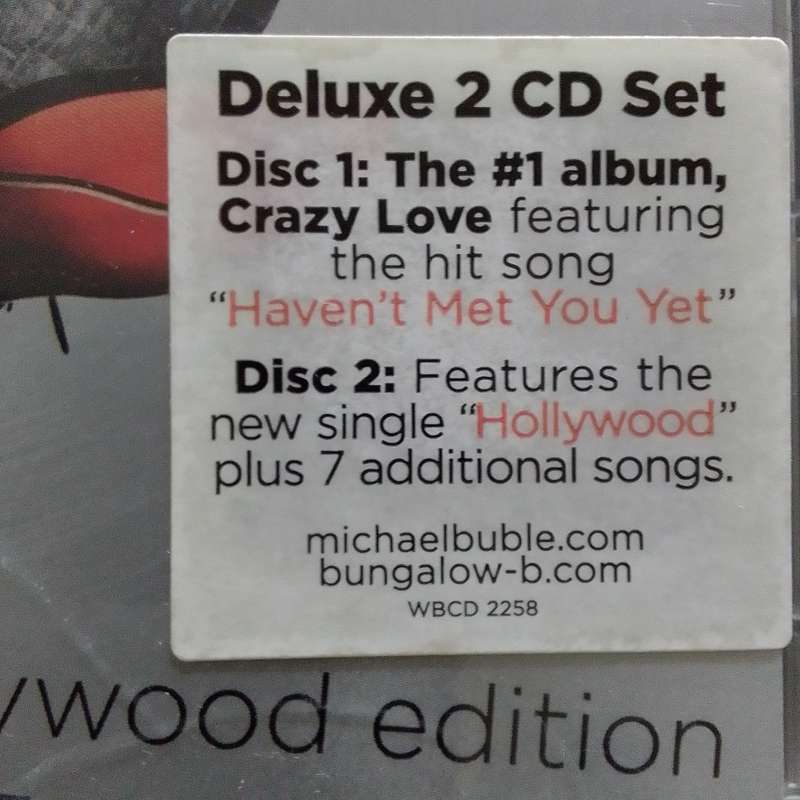 Deluxe 2 CD Set
Disc 1: The #1 album,
Crazy Love featuring
the hit song
“Haven’t Met You Yet”
Disc 2: Features the
new single “Hollywood”
plus 7 additional songs.
michaelbuble.com
bungalow-b.com
WBCD 2258
ywood edition